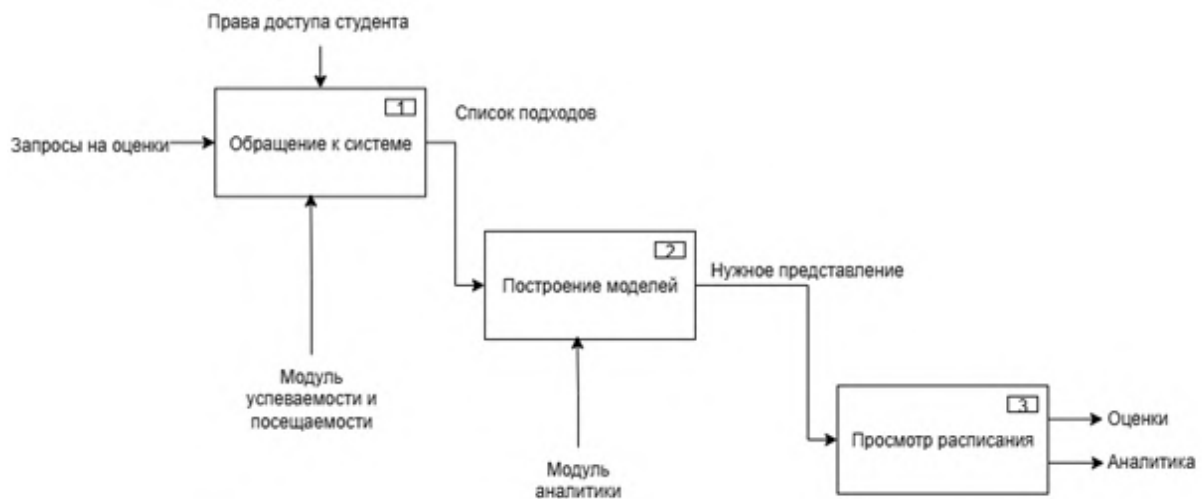 Права доступа студента
1
Список подходов
Запросы на оценки
Обращение к системе
2
Нужное представление
Построение моделей
Модуль
успеваемости и
посещаемости
3
Оценки
Просмотр расписания
Аналитика
Модуль
аналитики